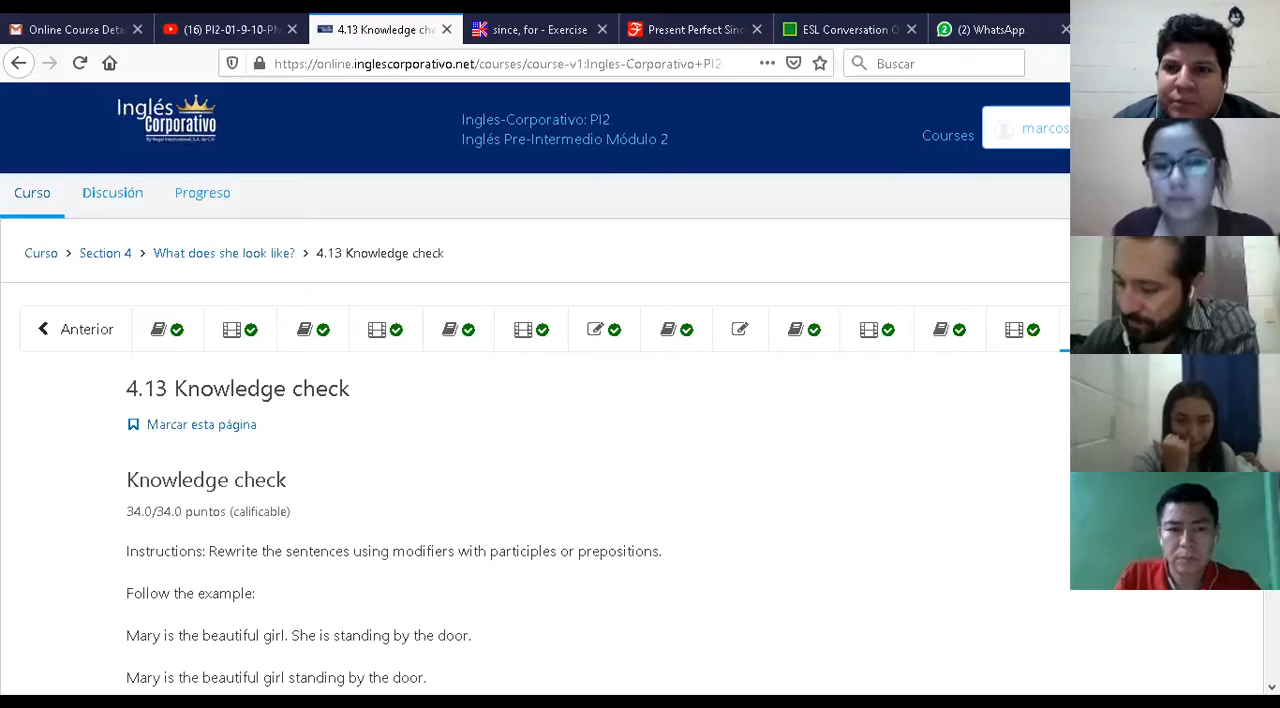 Online Course Deta
(16) PI2-01-9-10-PM
4.13 Knowledge che
since, for - Exercise
Present Perfect Sim
ESL Conversation Q
(2) WhatsApp
https://online.inglescorporativo.net/courses/course-v1:Ingles-Corporativo+PI2
Buscar
Inglés
Corporativo
Ingles-Corporativo: PI2
Inglés Pre-Intermedio Módulo 2
Courses
marcos
Curso
Discusión
Progreso
Curso > Section 4 > What does she look like? > 4.13 Knowledge check
Anterior
4.13 Knowledge check
Marcar esta página
Knowledge check
34.0/34.0 puntos (calificable)
Instructions: Rewrite the sentences using modifiers with participles or prepositions.
Follow the example:
Mary is the beautiful girl. She is standing by the door.
Mary is the beautiful girl standing by the door.